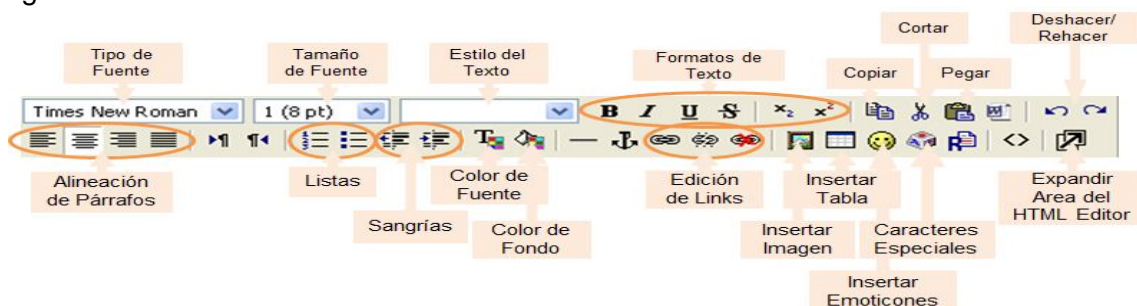 Tipo de
Fuente
Tamaño
de Fuente
Estilo del
Texto
Formatos de
Texto
Cortar
Copiar
Pegar
Deshacer/
Rehacer
Times New Roman
1 (8 pt)
B I U S x₂ x²
Alineación
de Párrafos
Listas
Sangrías
Color de
Fuente
Color de
Fondo
Edición
de Links
Insertar
Imagen
Insertar
Tabla
Insertar
Emoticones
Caracteres
Especiales
Expandir
Area del
HTML Editor